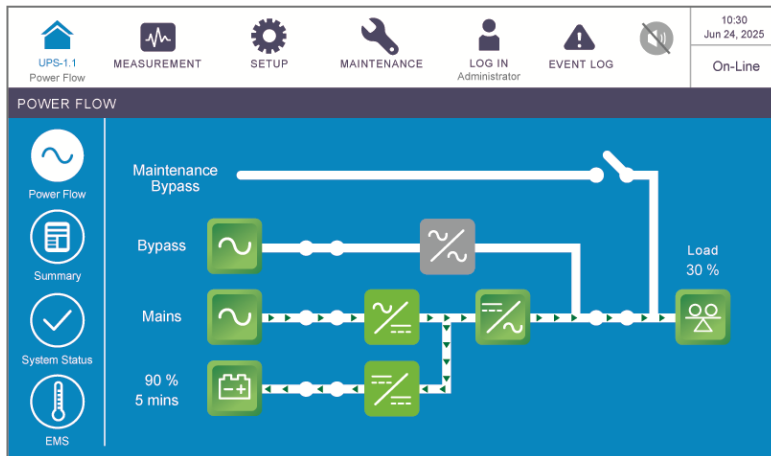 10:30
Jun 24, 2025
UPS-1.1
Power Flow
MEASUREMENT
SETUP
MAINTENANCE
LOG IN
Administrator
EVENT LOG
On-Line
POWER FLOW
Power Flow
Summary
System Status
EMS
Maintenance
Bypass
Bypass
Load
30 %
Mains
90 %
5 mins